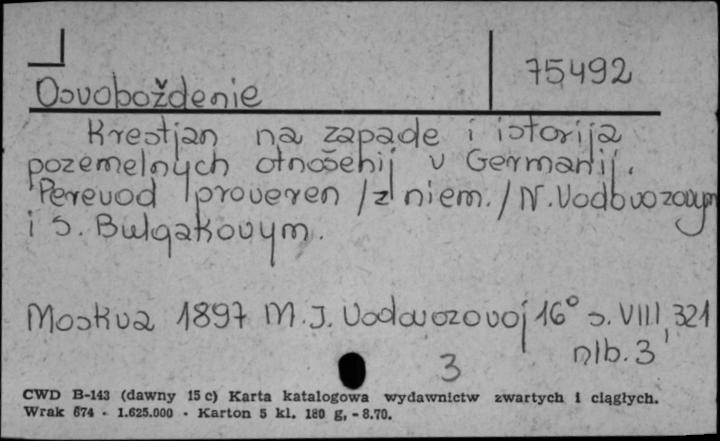 75492
Osvoboždenie
Krestjan na zapade i istorija
pozemelnych otnošenij v Germanij.
Perevod proveren /z niem./ N. Vodovozovym
i S. Bulgakovym.
Moskva 1897 M.J. Vodovozovoj 16° s. VIII, 321
nlb. 3
3
CWD B-143 (dawny 15 c) Karta katalogowa wydawnictw zwartych i ciągłych.
Wrak 674 - 1.625.000 - Karton 5 kl. 180 g, - 8.70.